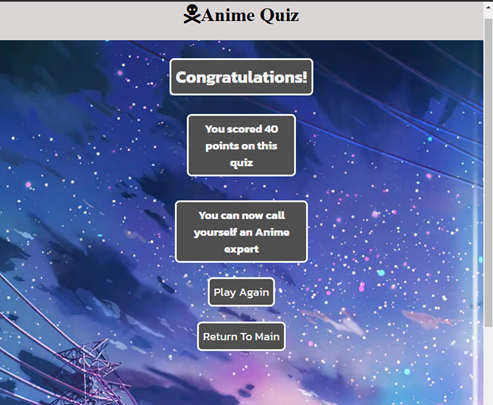 Anime Quiz
Congratulations!
You scored 40
points on this
quiz
You can now call
yourself an Anime
expert
Play Again
Return To Main